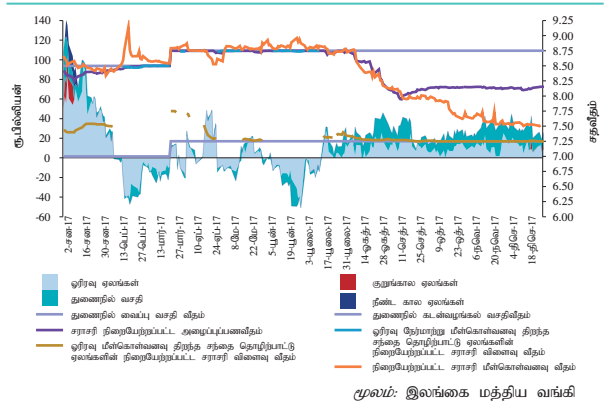 140
120
100
80
60
40
20
0
-20
-40
-60
ரூ.பில்லியன்
9.25
9.00
8.75
8.50
8.25
8.00
7.75
7.50
7.25
7.00
6.75
6.50
6.25
6.00
சதவீதம்
2-சன-17
16-சன-17
30-சன-17
13-பெப்-17
27-பெப்-17
13-மார்-17
27-மார்-17
10-ஏப்-17
24-ஏப்-17
8-மே-17
22-மே-17
5-யூன்-17
19-யூன்-17
3-யூலை-17
17-யூலை-17
31-யூலை-17
14-ஓகத்-17
28-ஓகத்-17
11-செத்-17
25-செத்-17
9-ஒத்-17
23-ஒத்-17
6-நவெ-17
20-நவெ-17
4-திசெ-17
18-திசெ-17
ஓரிரவு ஏலங்கள்
துணைநில் வசதி
துணைநில் வைப்பு வசதி வீதம்
சராசரி நிறையேற்றப்பட்ட அழைப்புப்பணவீதம்
ஓரிரவு மீள்கொள்வனவு திறந்த சந்தை தொழிற்பாட்டு
ஏலங்களின் நிறையேற்றப்பட்ட சராசரி விளைவு வீதம்
குறுங்கால ஏலங்கள்
நீண்ட கால ஏலங்கள்
துணைநில் கடன்வழங்கல் வசதிவீதம்
ஓரிரவு நேர்மாற்று மீள்கொள்வனவு திறந்த
சந்தை தொழிற்பாட்டு ஏலங்களின்
நிறையேற்றப்பட்ட சராசரி விளைவு வீதம்
நிறையேற்றப்பட்ட சராசரி மீள்கொள்வனவு வீதம்
மூலம்: இலங்கை மத்திய வங்கி